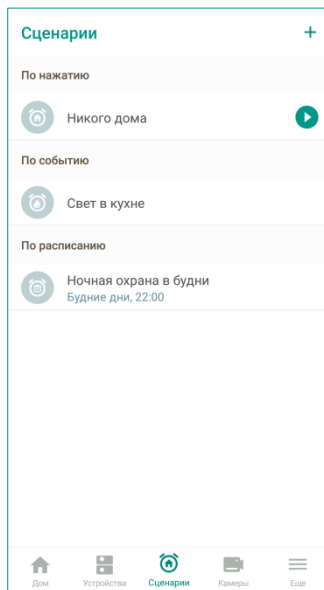 Сценарии
По нажатию
Никого дома
По событию
Свет в кухне
По расписанию
Ночная охрана в будни
Будние дни, 22:00
Дом Устройства Сценарии Камеры Еще